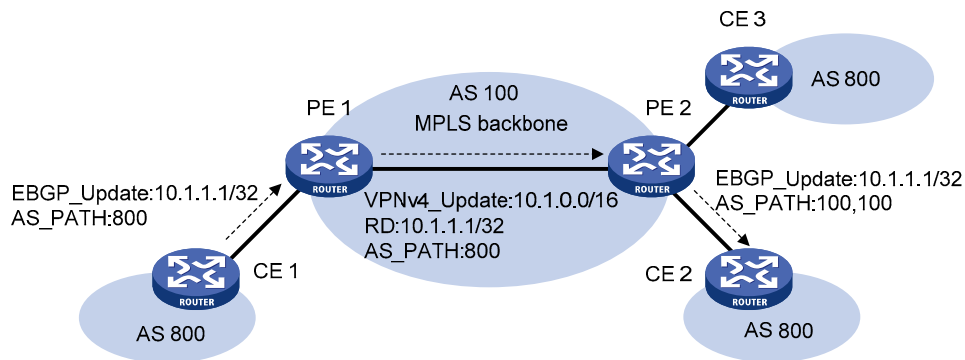 CE 3
AS 800
ROUTER
PE 1
AS 100
MPLS backbone
PE 2
ROUTER
ROUTER
EBGP_Update:10.1.1.1/32
AS_PATH:800
VPNv4_Update:10.1.0.0/16
RD:10.1.1.1/32
AS_PATH:800
EBGP_Update:10.1.1.1/32
AS_PATH:100,100
CE 1
ROUTER
AS 800
CE 2
ROUTER
AS 800